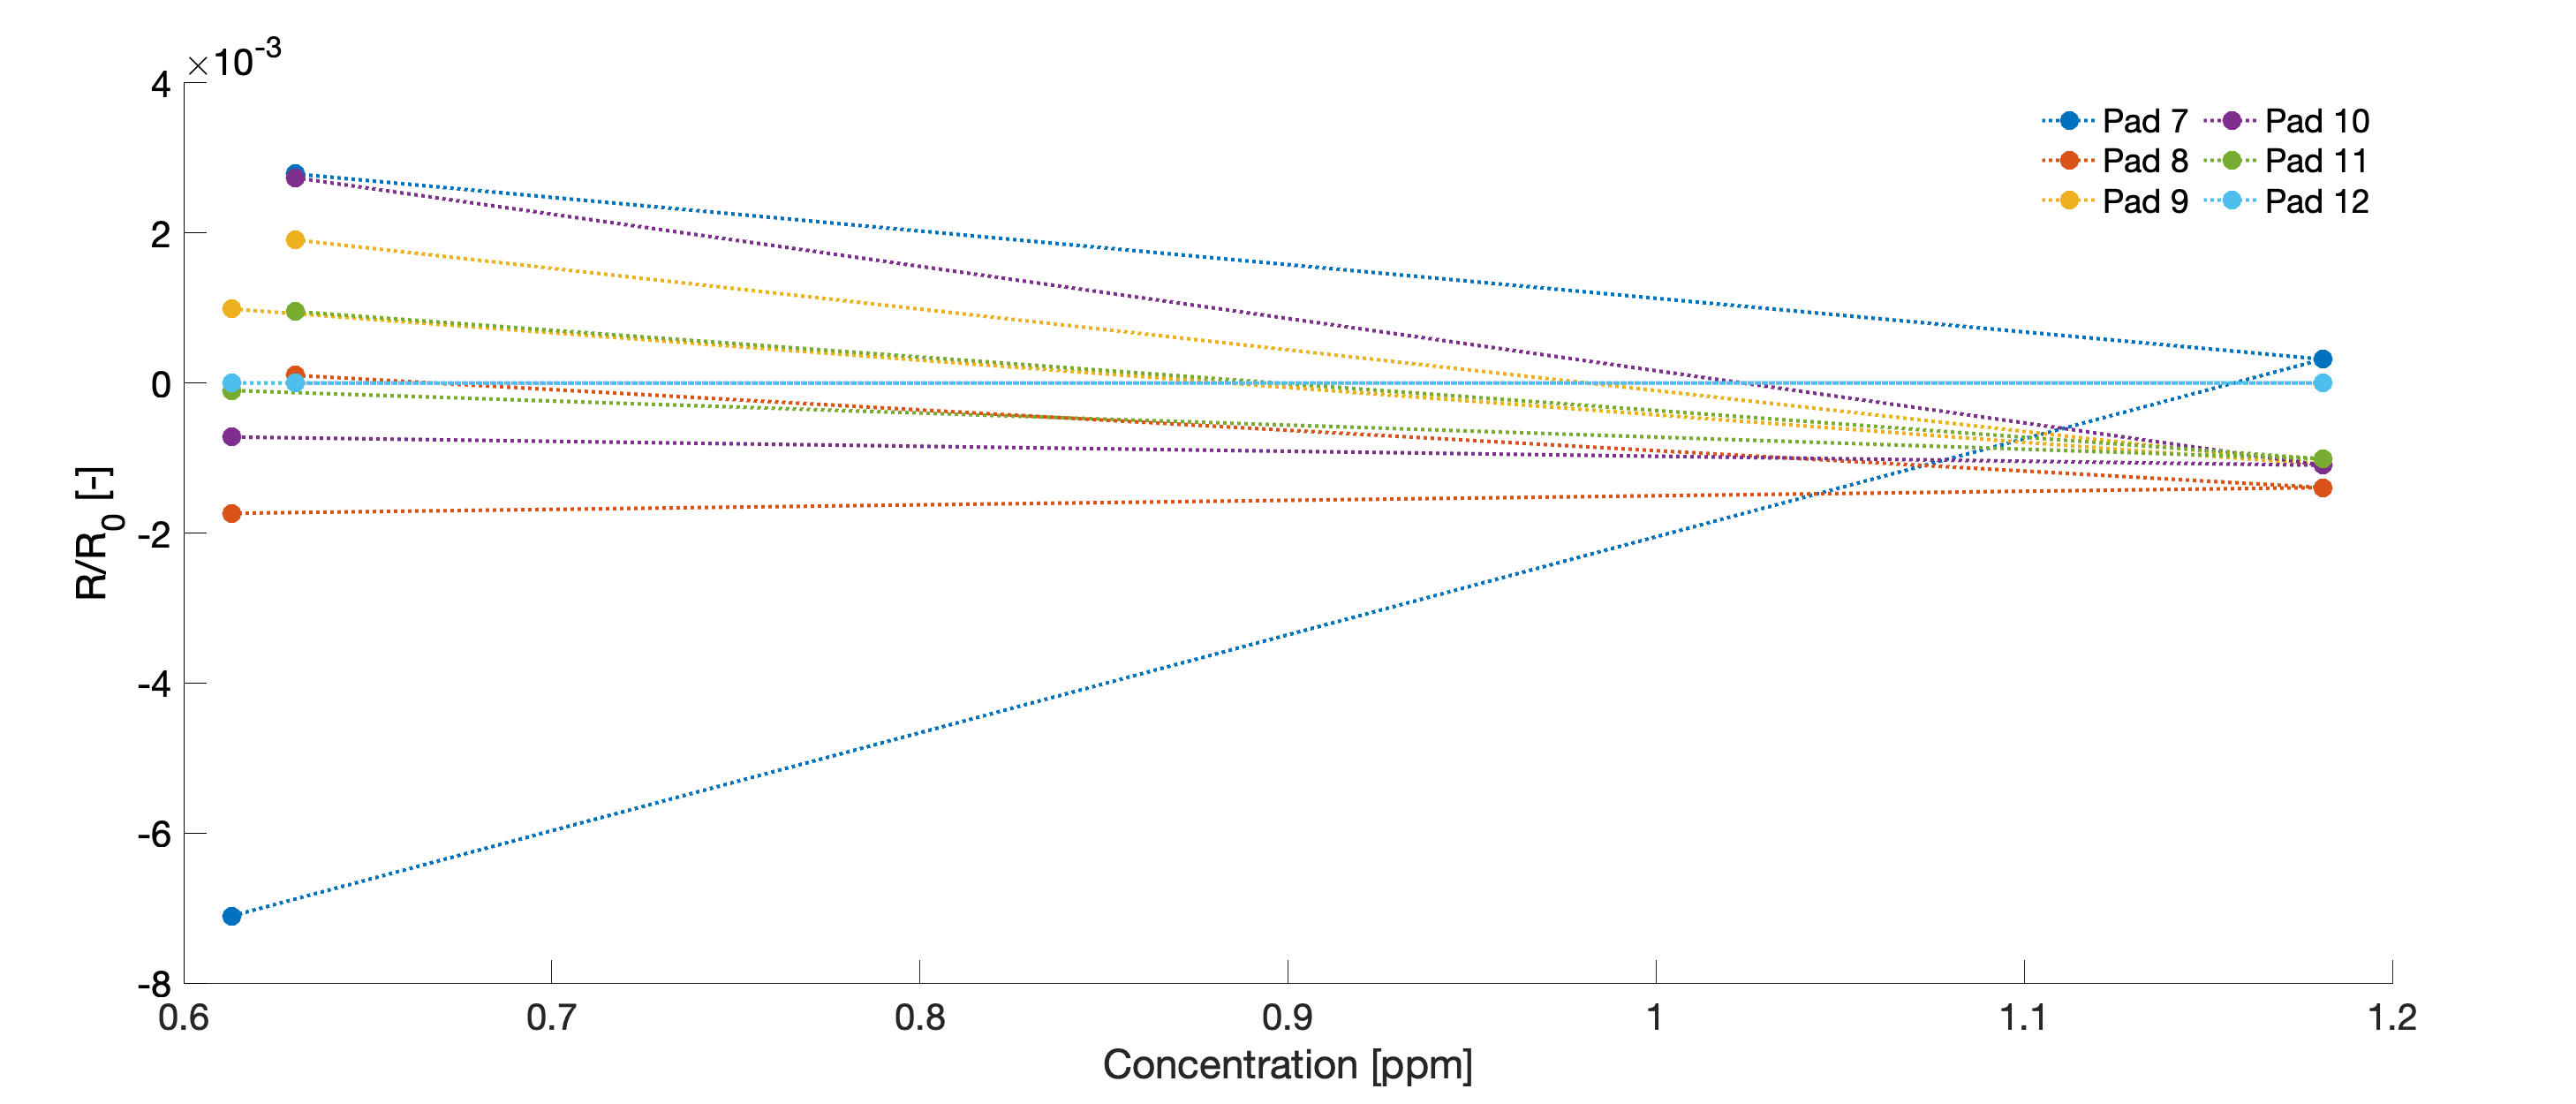 ×10⁻³
4
2
0
-2
-4
-6
-8
R/R₀ [-]
Pad 7 Pad 10
Pad 8 Pad 11
Pad 9 Pad 12
0.6 0.7 0.8 0.9 1 1.1 1.2
Concentration [ppm]